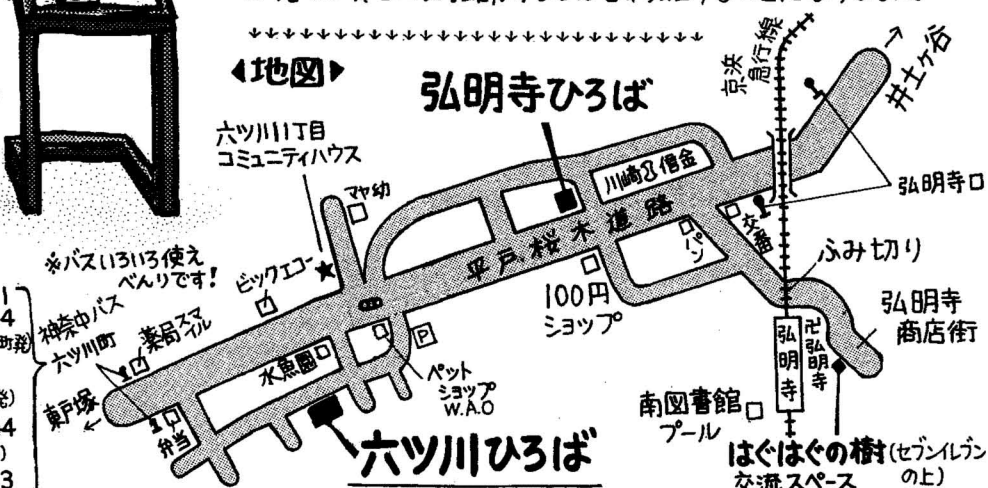 ◀地図▶
弘明寺ひろば
京浜
急行線
井土ヶ谷
六ツ川1丁目
コミュニティハウス
マヤ幼
川崎信金
弘明寺口
平戸、桜木道路
交番
パン
ふみ切り
※バスいろいろ使え
べんりです!
ビックエコー
100円
ショップ
弘明寺
商店街
神奈中バス
六ツ川町
薬局スマイル
水魚園
P
ペット
ショップ
W.A.O
弘明寺
卍弘明寺
東戸塚
弁当
南図書館
プール
六ツ川ひろば
はぐはぐの樹(セブンイレブン
の上)
交流スペース